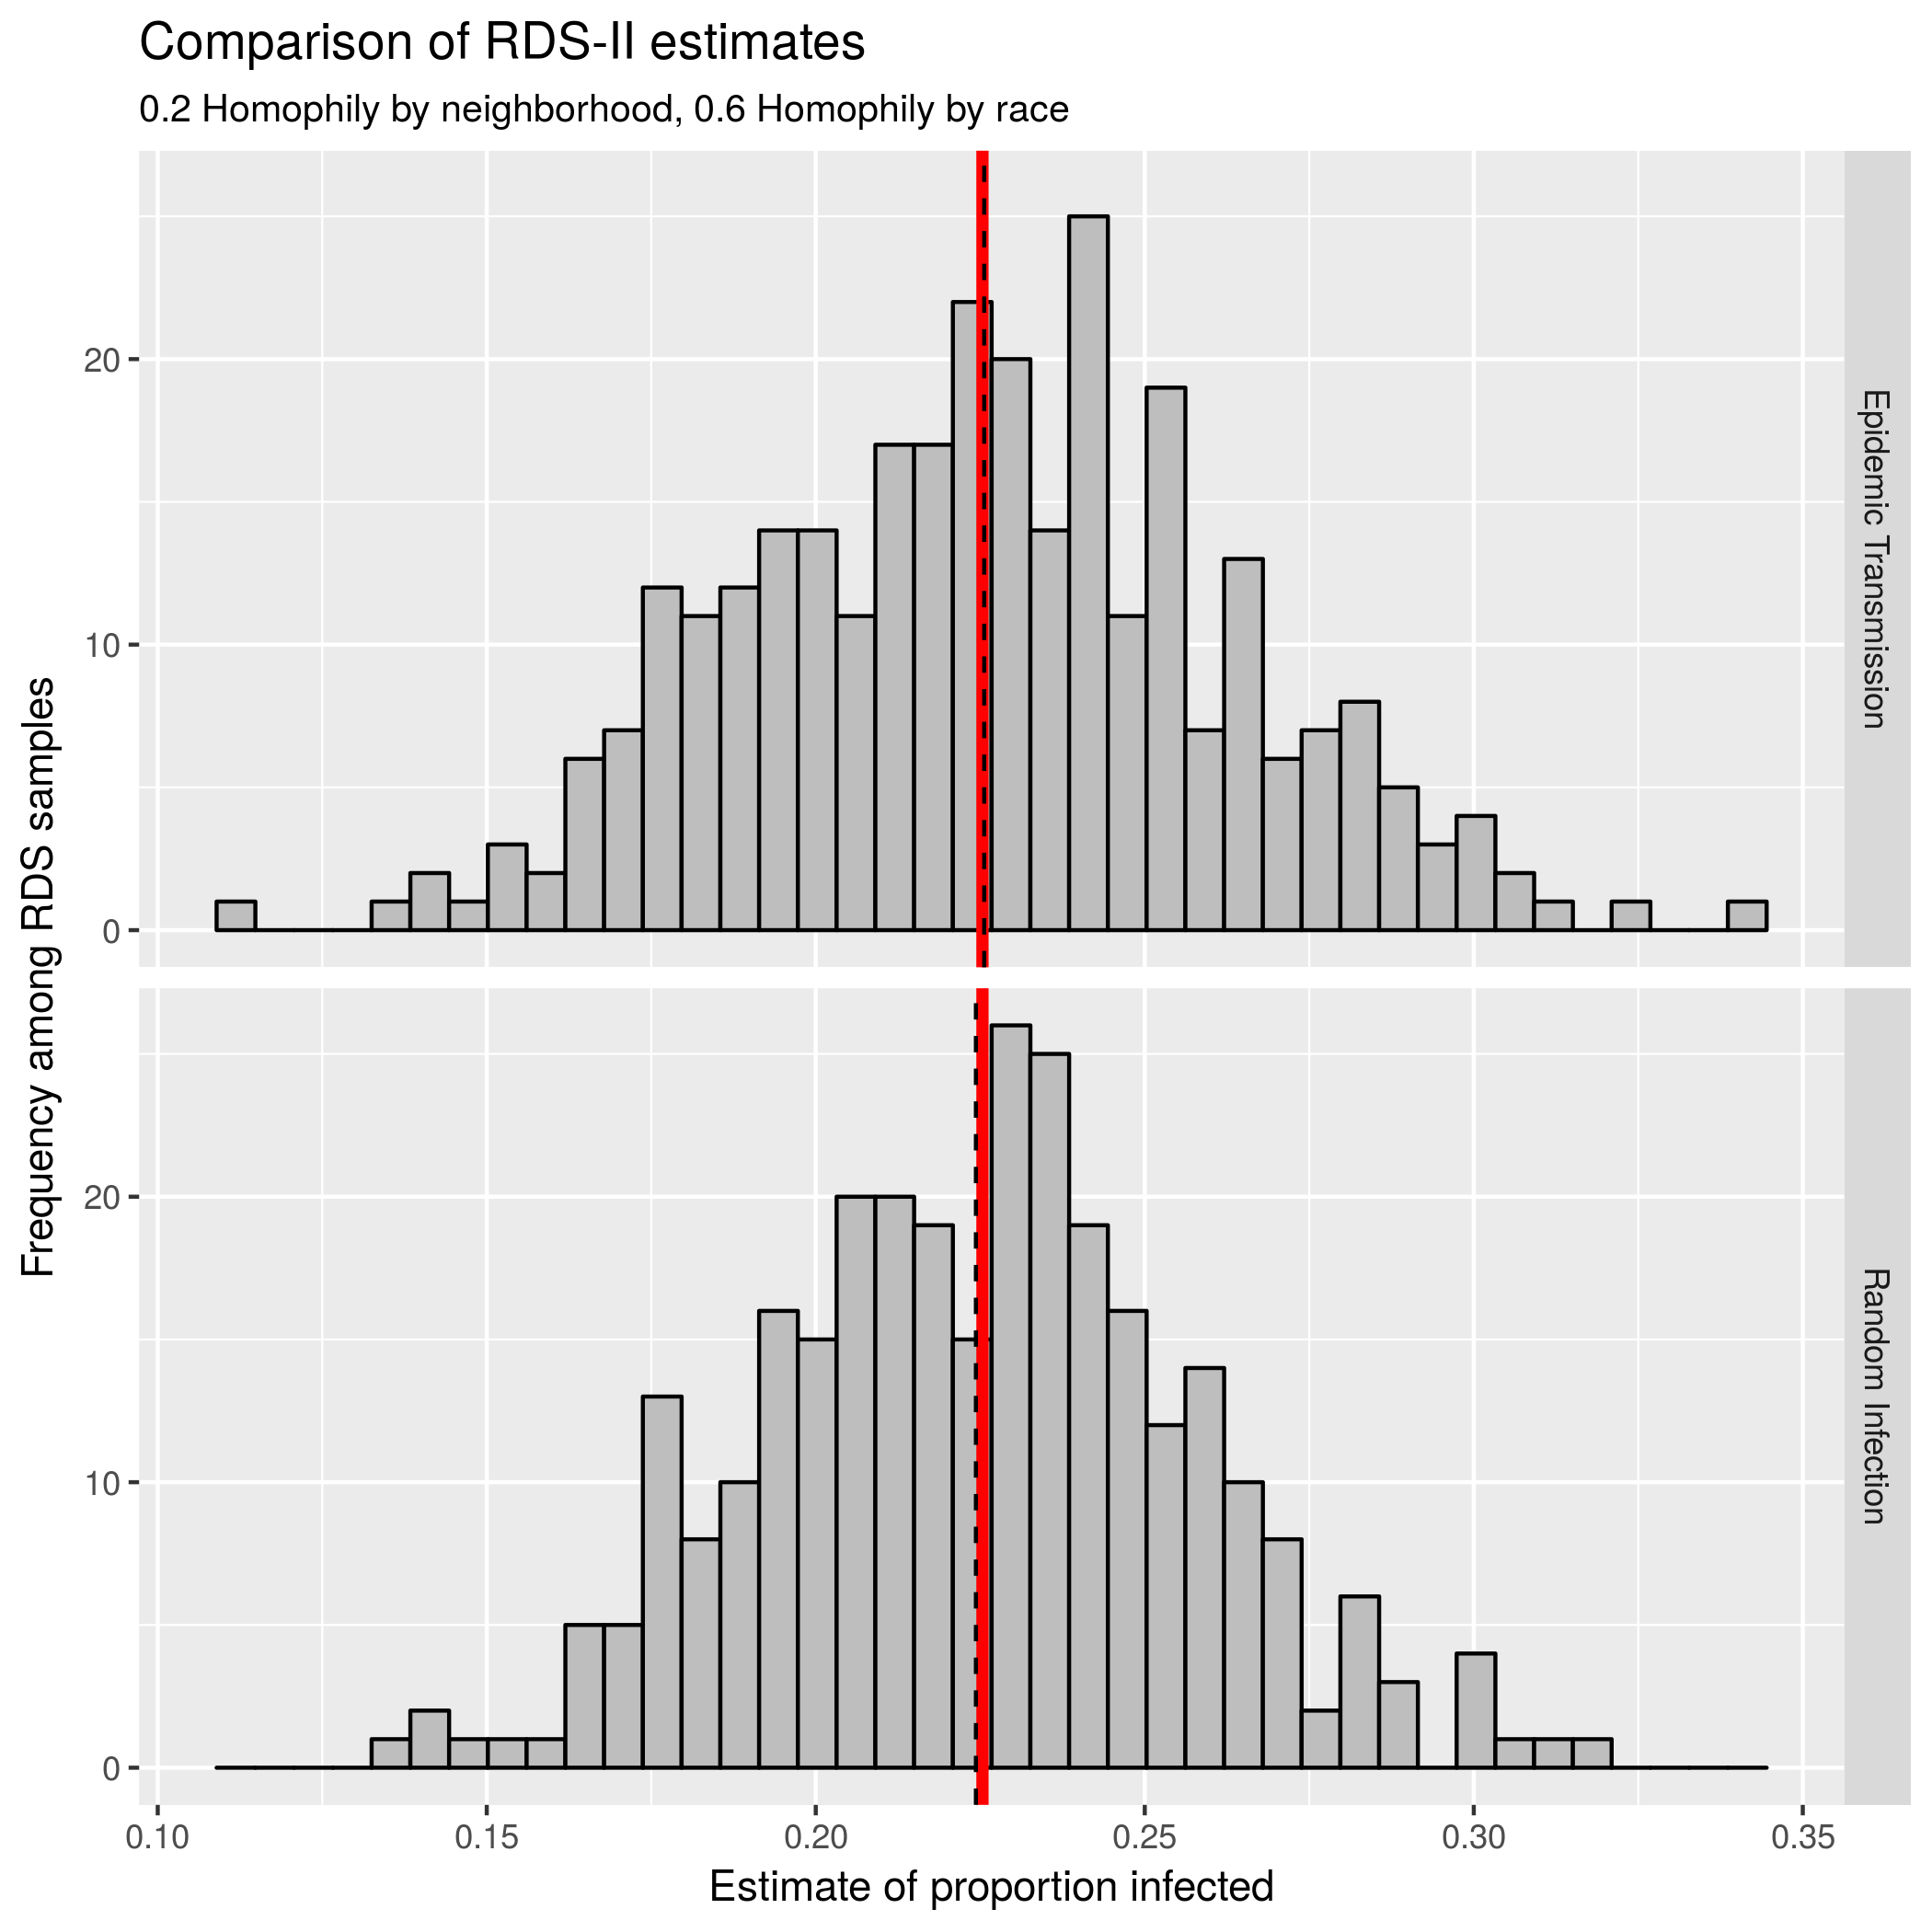 Comparison of RDS-II estimates
0.2 Homophily by neighborhood, 0.6 Homophily by race
Frequency among RDS samples
20
10
0
Epidemic Transmission
20
10
0
Random Infection
0.10 0.15 0.20 0.25 0.30 0.35
Estimate of proportion infected